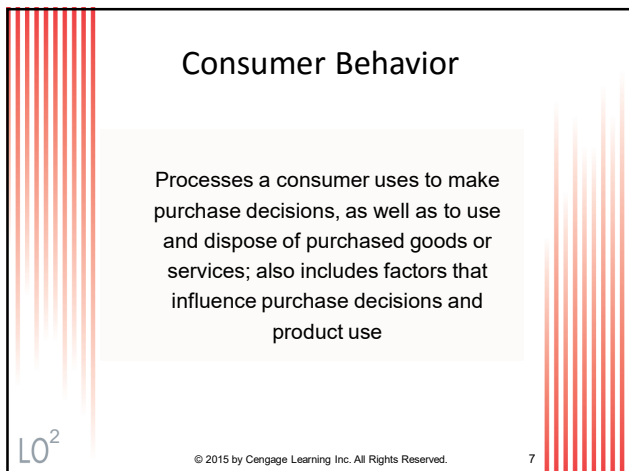 Consumer Behavior
Processes a consumer uses to make
purchase decisions, as well as to use
and dispose of purchased goods or
services; also includes factors that
influence purchase decisions and
product use
LO²
© 2015 by Cengage Learning Inc. All Rights Reserved.
7